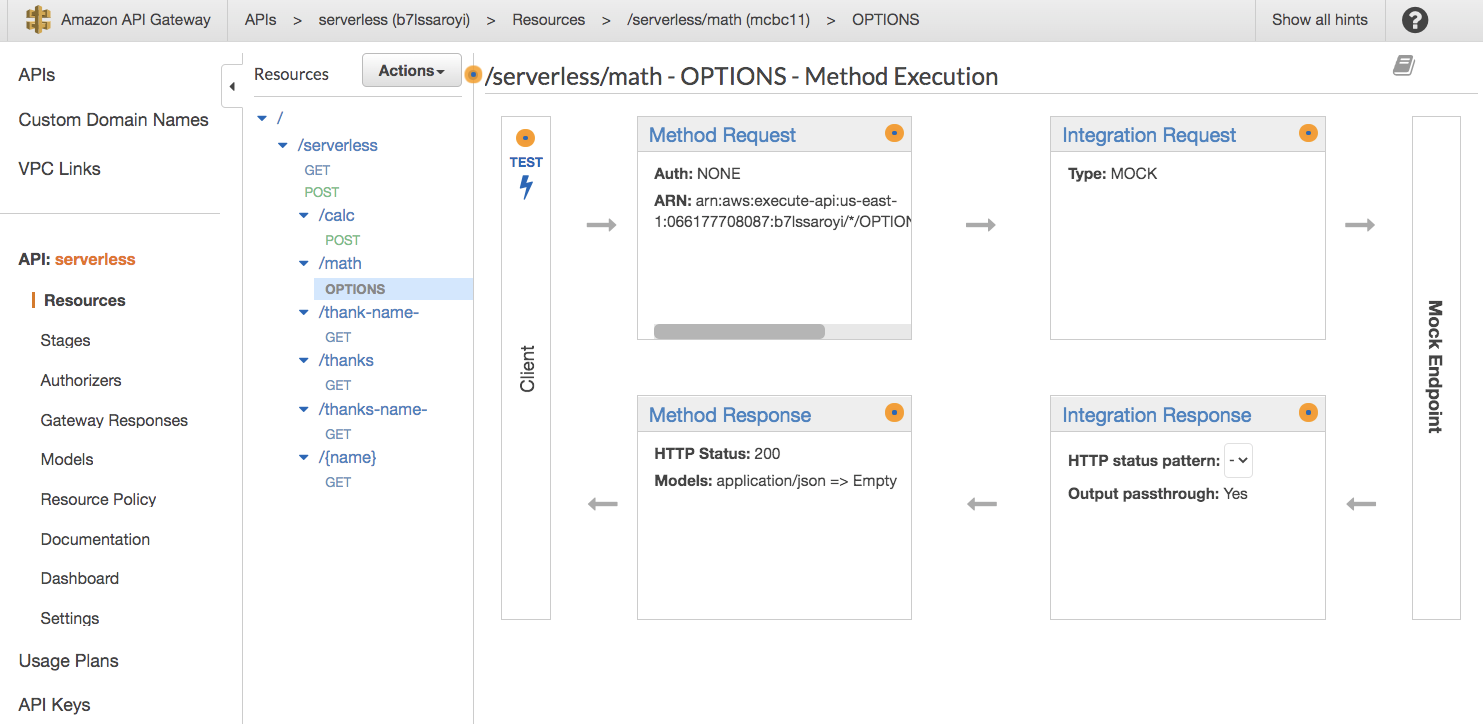 Amazon API Gateway
APIs > serverless (b7lssaroyi) > Resources > /serverless/math (mcbc11) > OPTIONS
Show all hints
?
APIs
Custom Domain Names
VPC Links
API: serverless
Resources
Stages
Authorizers
Gateway Responses
Models
Resource Policy
Documentation
Dashboard
Settings
Usage Plans
API Keys
Resources
Actions
/
/serverless
GET
POST
/calc
POST
/math
OPTIONS
/thank-name-
GET
/thanks
GET
/thanks-name-
GET
/{name}
GET
/serverless/math - OPTIONS - Method Execution
TEST
Client
Method Request
Auth: NONE
ARN: arn:aws:execute-api:us-east-
1:066177708087:b7lssaroyi/*/OPTION
Integration Request
Type: MOCK
Mock Endpoint
Method Response
HTTP Status: 200
Models: application/json => Empty
Integration Response
HTTP status pattern: -
Output passthrough: Yes